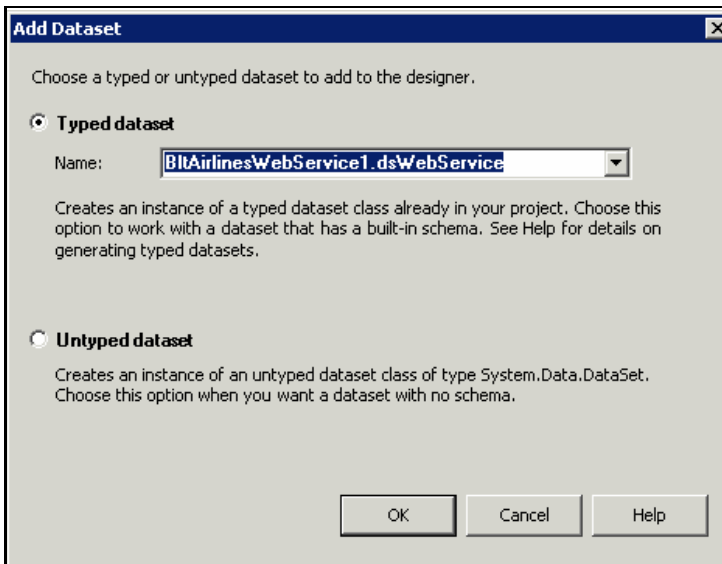 Add Dataset
Choose a typed or untyped dataset to add to the designer.
Typed dataset
Name: BltAirlinesWebService1.dsWebService
Creates an instance of a typed dataset class already in your project. Choose this
option to work with a dataset that has a built-in schema. See Help for details on
generating typed datasets.
Untyped dataset
Creates an instance of an untyped dataset class of type System.Data.DataSet.
Choose this option when you want a dataset with no schema.
OK Cancel Help